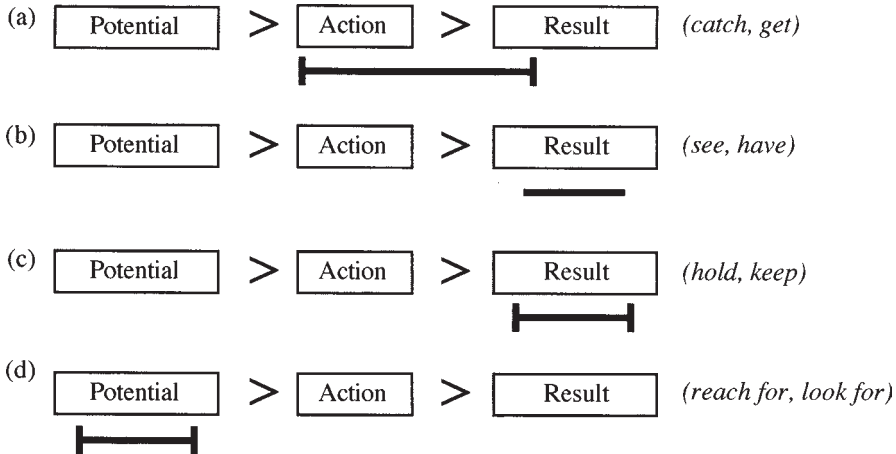 (a) Potential > Action > Result (catch, get)
(b) Potential > Action > Result (see, have)
(c) Potential > Action > Result (hold, keep)
(d) Potential > Action > Result (reach for, look for)